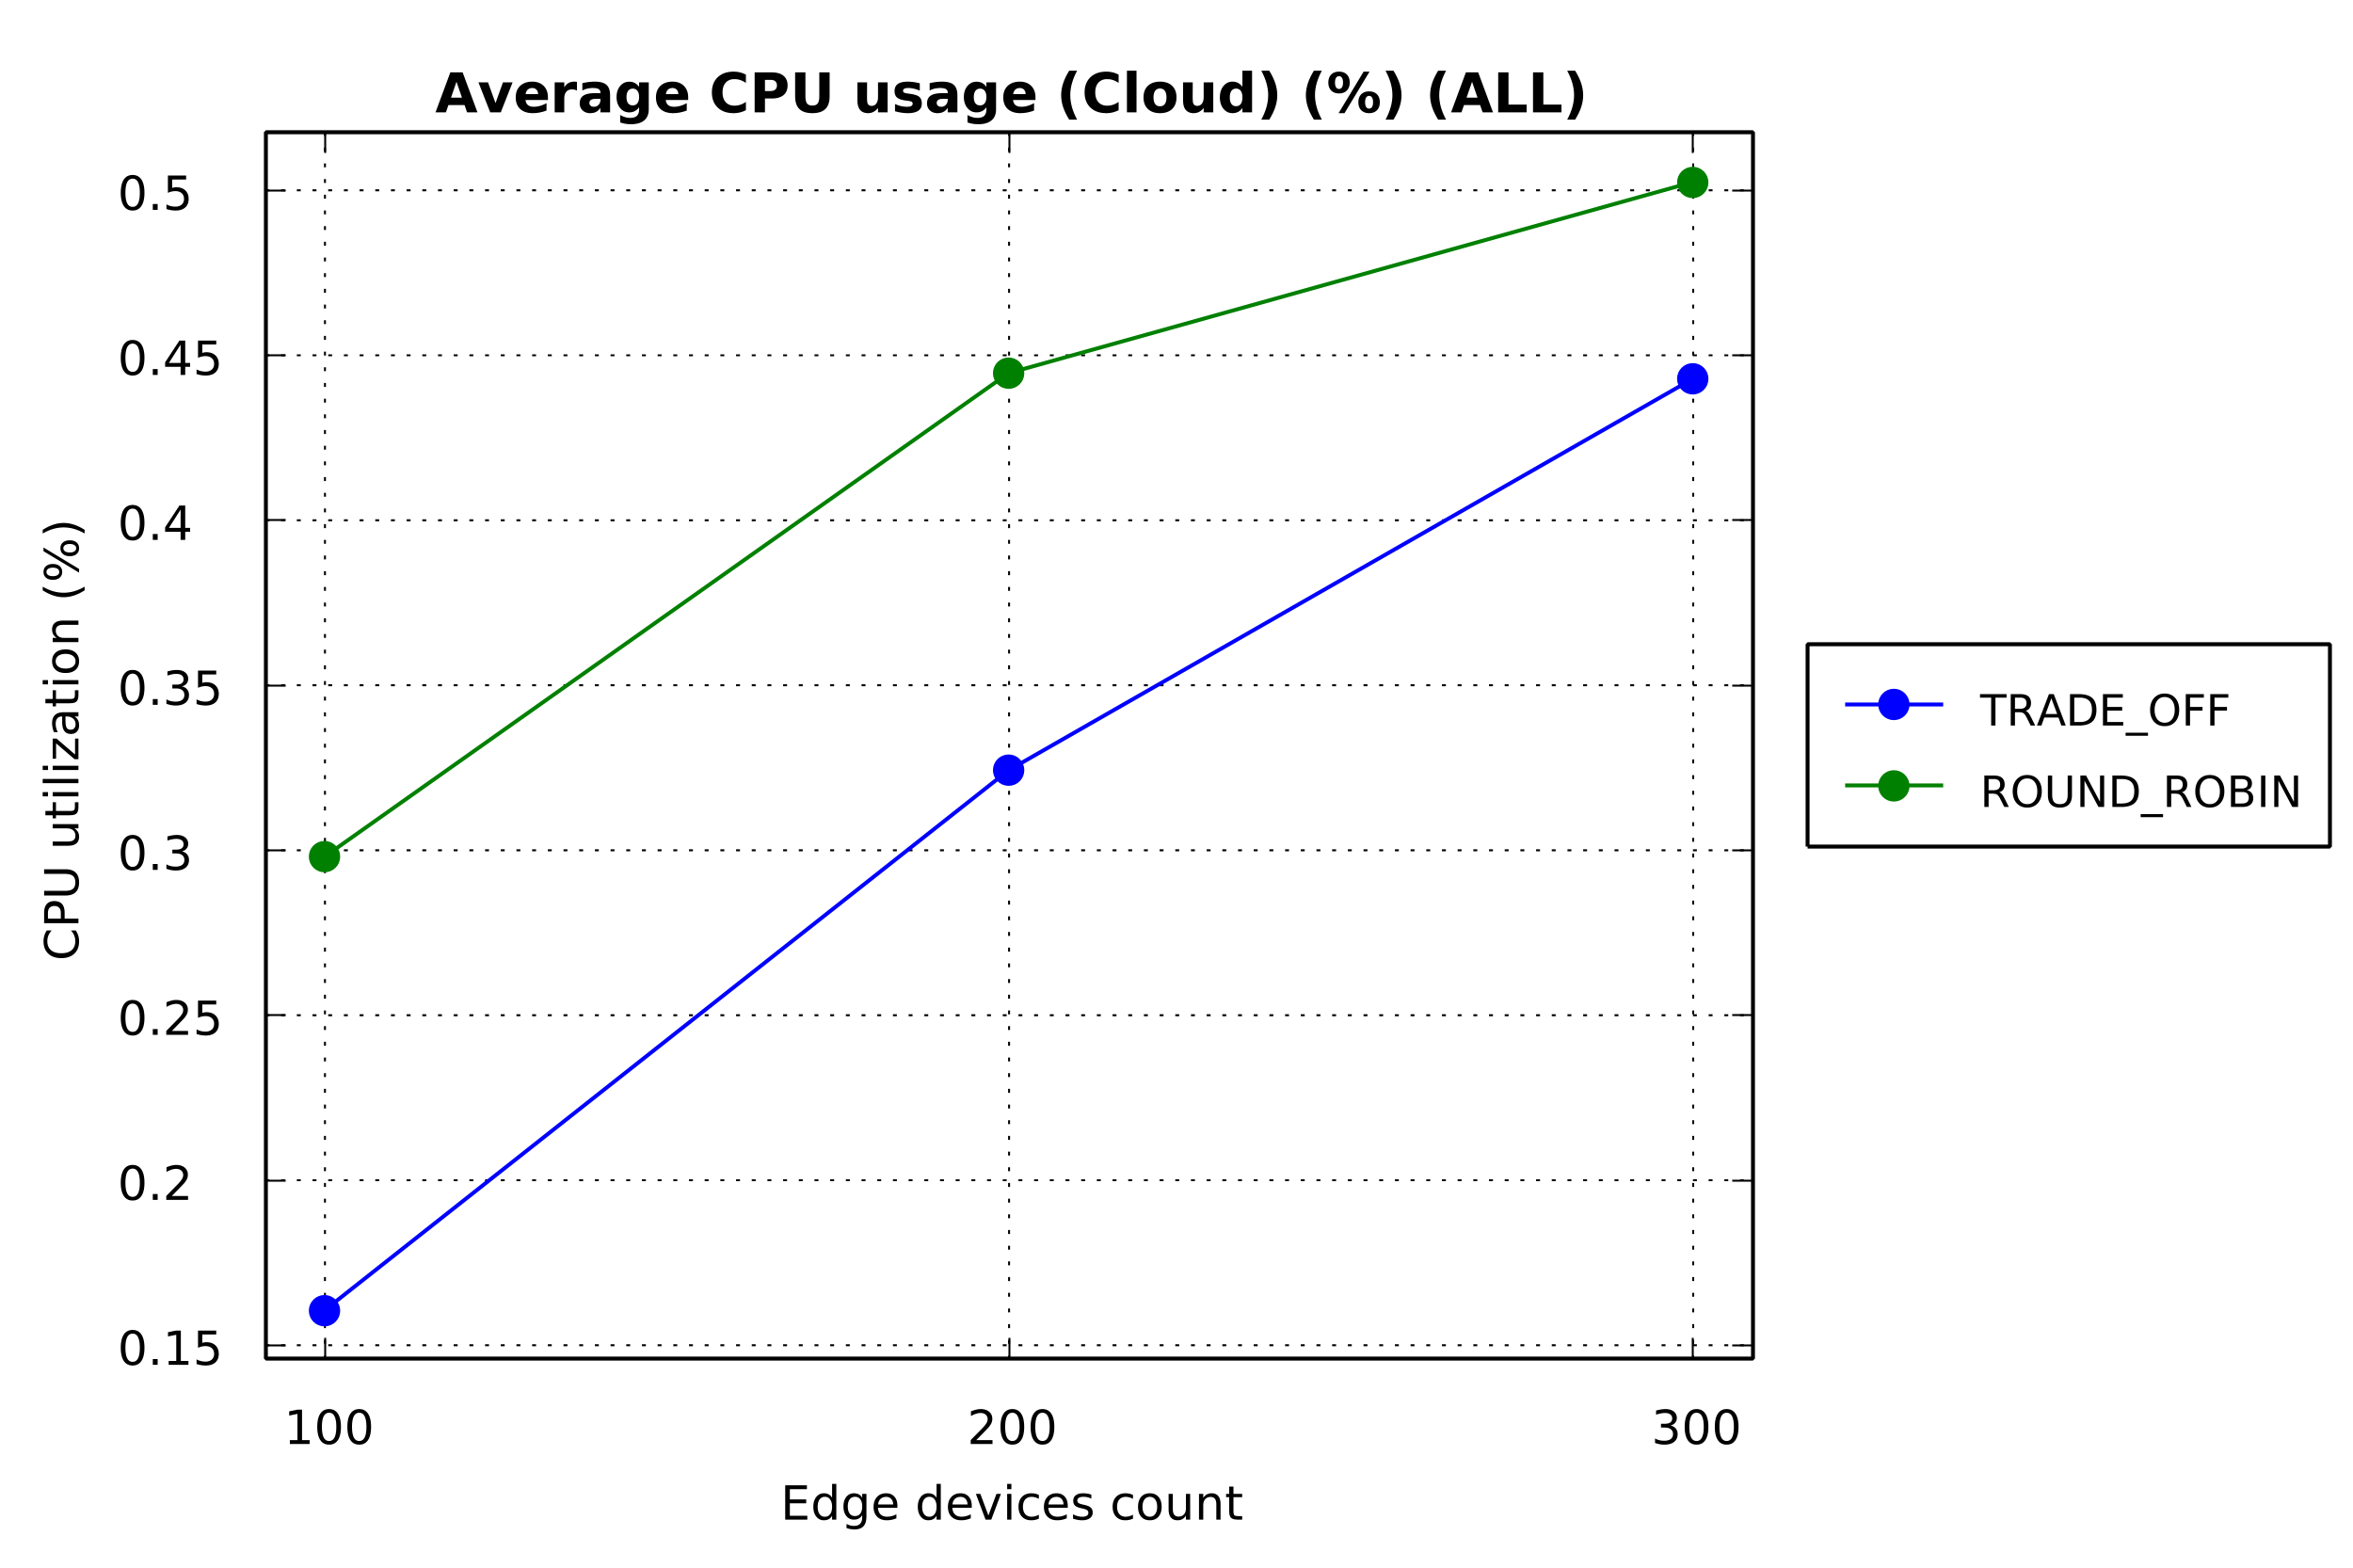 Average CPU usage (Cloud) (%) (ALL)
CPU utilization (%)
0.5
0.45
0.4
0.35
0.3
0.25
0.2
0.15
100 200 300
Edge devices count
TRADE_OFF
ROUND_ROBIN